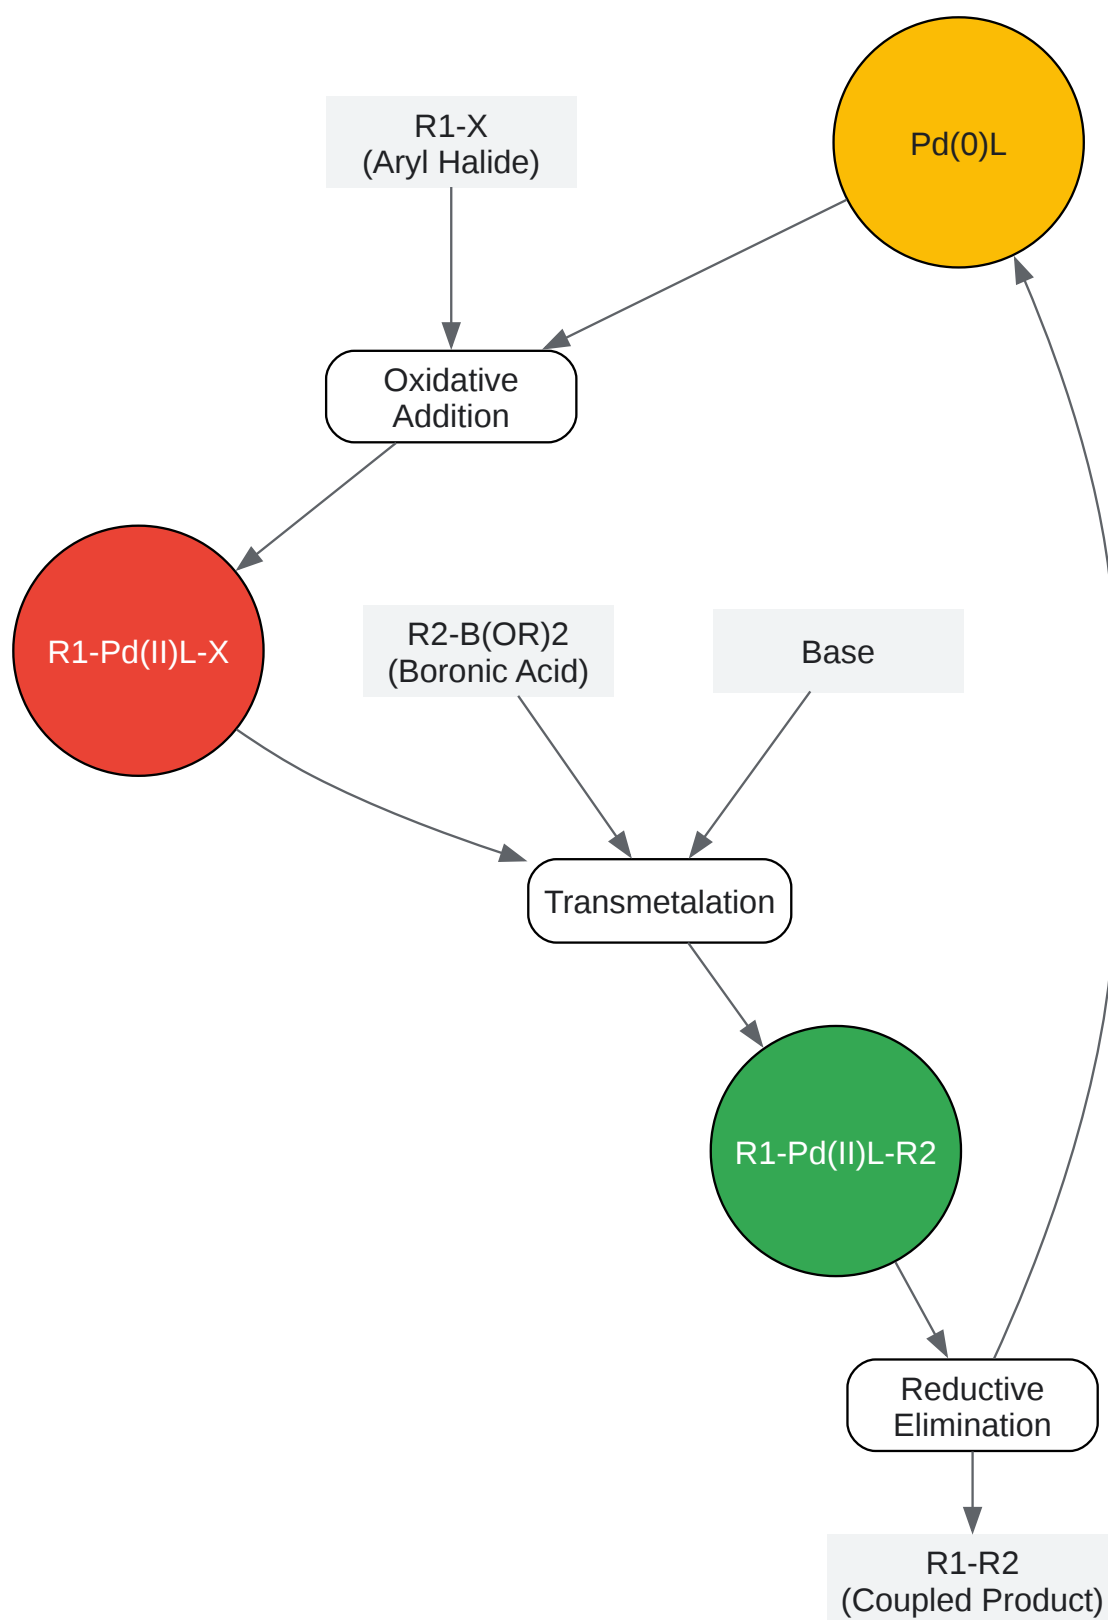 R1-X
(Aryl Halide)
Pd(0)L
Oxidative
Addition
R1-Pd(II)L-X
R2-B(OR)2
(Boronic Acid)
Base
Transmetalation
R1-Pd(II)L-R2
Reductive
Elimination
R1-R2
(Coupled Product)